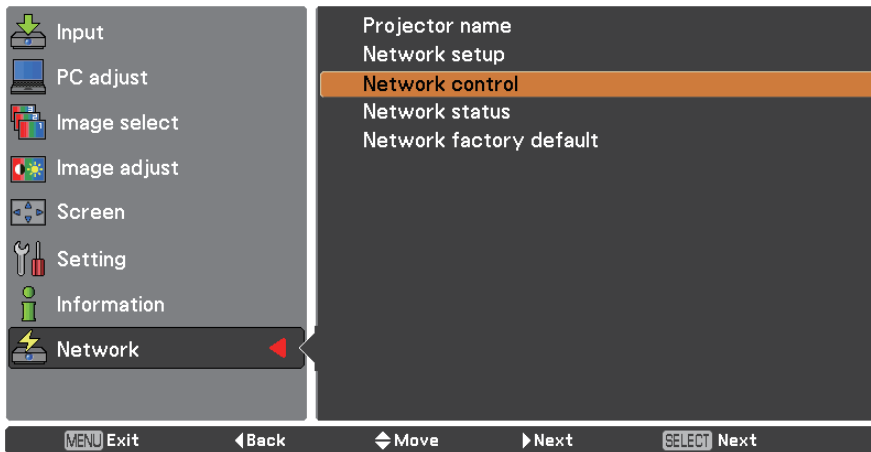 Input
PC adjust
Image select
Image adjust
Screen
Setting
Information
Network
Projector name
Network setup
Network control
Network status
Network factory default
MENU Exit Back Move Next SELECT Next